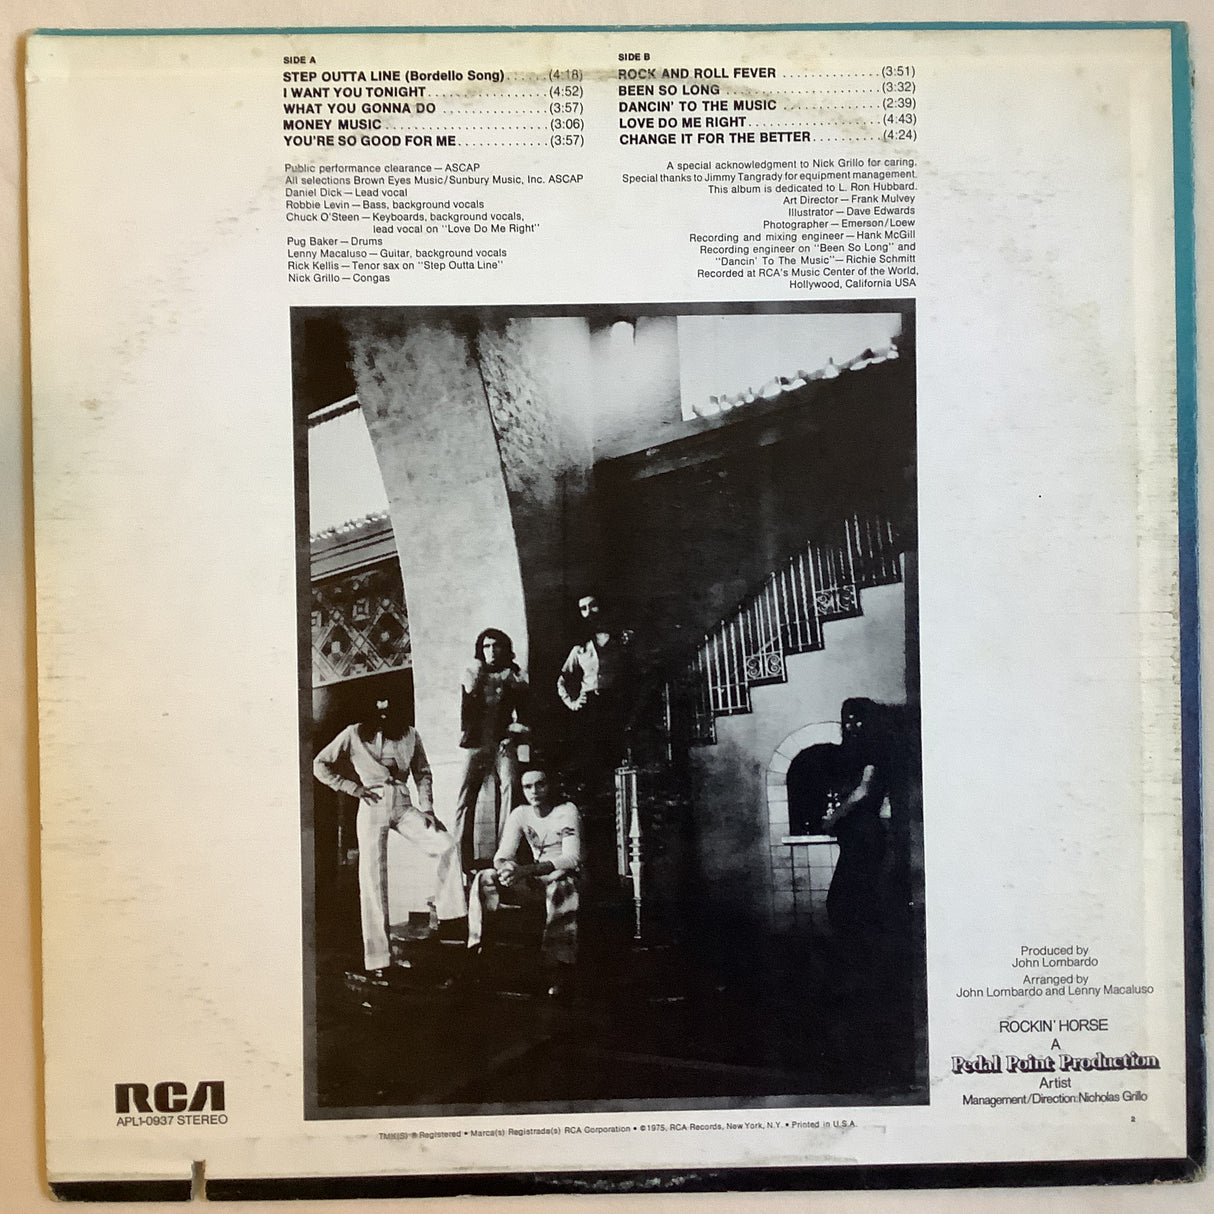 SIDE A
STEP OUTTA LINE (Bordello Song) ...... (4:18)
I WANT YOU TONIGHT ................ (4:52)
WHAT YOU GONNA DO .............. (3:57)
MONEY MUSIC ...................... (3:06)
YOU'RE SO GOOD FOR ME ............. (3:57)
SIDE B
ROCK AND ROLL FEVER ............. (3:51)
BEEN SO LONG ..................... (3:32)
DANCIN' TO THE MUSIC ............. (2:39)
LOVE DO ME RIGHT .................. (4:43)
CHANGE IT FOR THE BETTER ......... (4:24)
Public performance clearance — ASCAP
All selections Brown Eyes Music/Sunbury Music, Inc. ASCAP
Daniel Dick — Lead vocal
Robbie Levin — Bass, background vocals
Chuck O'Steen — Keyboards, background vocals,
lead vocal on "Love Do Me Right"
Pug Baker — Drums
Lenny Macaluso — Guitar, background vocals
Rick Kellis — Tenor sax on "Step Outta Line"
Nick Grillo — Congas
A special acknowledgment to Nick Grillo for caring.
Special thanks to Jimmy Tangrady for equipment management.
This album is dedicated to L. Ron Hubbard.
Art Director — Frank Mulvey
Illustrator — Dave Edwards
Photographer — Emerson/Loew
Recording and mixing engineer — Hank McGill
Recording engineer on "Been So Long" and
"Dancin' To The Music" — Richie Schmitt
Recorded at RCA's Music Center of the World,
Hollywood, California USA
Produced by
John Lombardo
Arranged by
John Lombardo and Lenny Macaluso
ROCKIN' HORSE
A
Pedal Point Production
Artist
Management/Direction: Nicholas Grillo
2
RCA
APL1-0937 STEREO
TMK(S) ® Registered • Marca(s) Registrada(s) RCA Corporation • ©1975, RCA Records, New York, N.Y. • Printed in U.S.A.